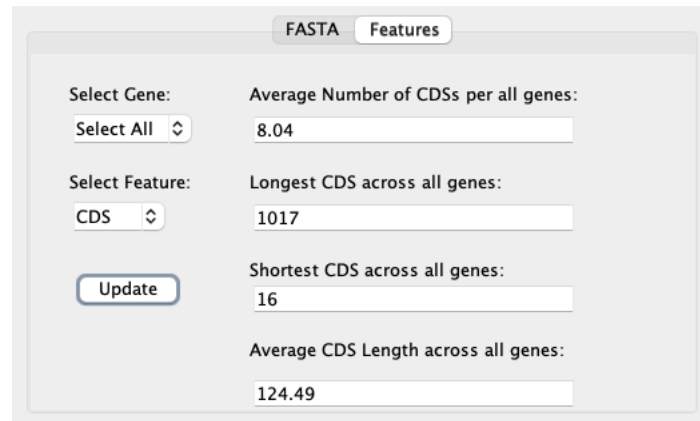 FASTA Features
Select Gene:
Select All
Select Feature:
CDS
Update
Average Number of CDSs per all genes:
8.04
Longest CDS across all genes:
1017
Shortest CDS across all genes:
16
Average CDS Length across all genes:
124.49